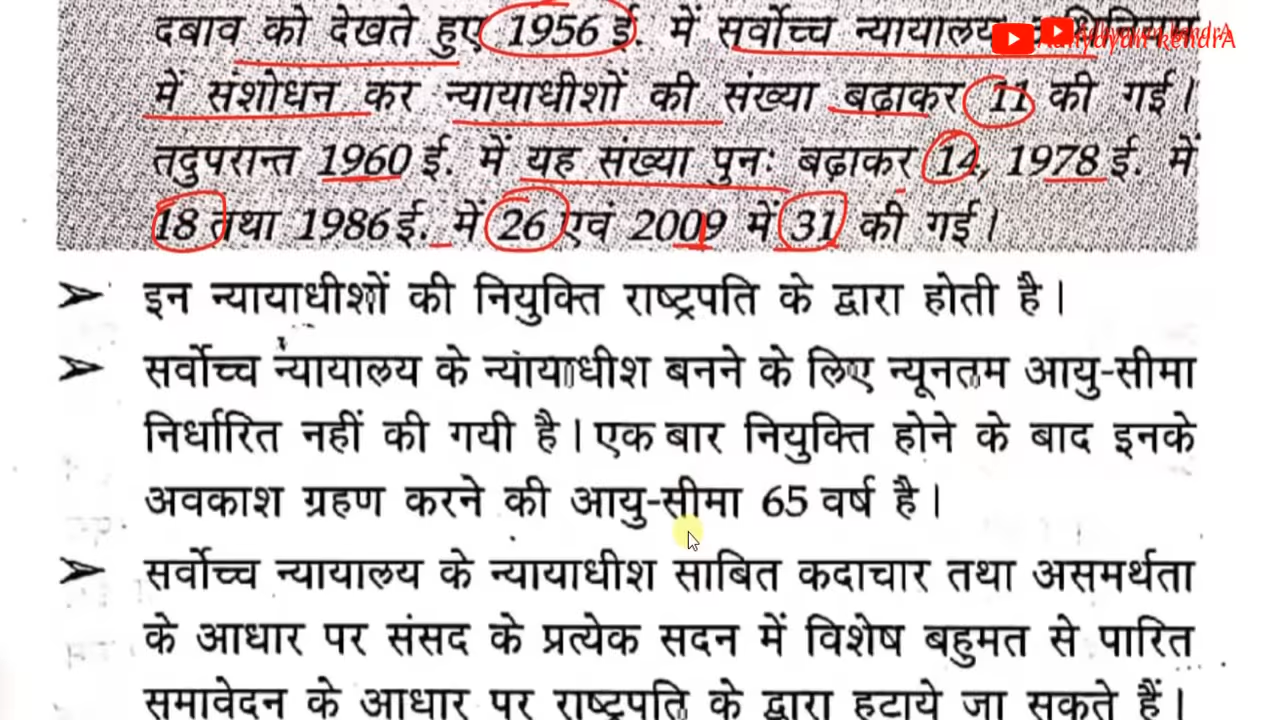 दबाव को देखते हुए 1956 ई. में सर्वोच्च न्यायालय
Adhyayan kendrA
में संशोधन कर न्यायाधीशों की संख्या बढ़ाकर 11 की गई।
तदुपरान्त 1960 ई. में यह संख्या पुनः बढ़ाकर 14, 1978 ई. में
18 तथा 1986 ई. में 26 एवं 2009 में 31 की गई।
➢ इन न्यायाधीशों की नियुक्ति राष्ट्रपति के द्वारा होती है।
➢ सर्वोच्च न्यायालय के न्यायाधीश बनने के लिए न्यूनतम आयु-सीमा
निर्धारित नहीं की गयी है। एक बार नियुक्ति होने के बाद इनके
अवकाश ग्रहण करने की आयु-सीमा 65 वर्ष है।
➢ सर्वोच्च न्यायालय के न्यायाधीश साबित कदाचार तथा असमर्थता
के आधार पर संसद के प्रत्येक सदन में विशेष बहुमत से पारित
समावेदन के आधार पर राष्ट्रपति के द्वारा हटाये जा सकते हैं।